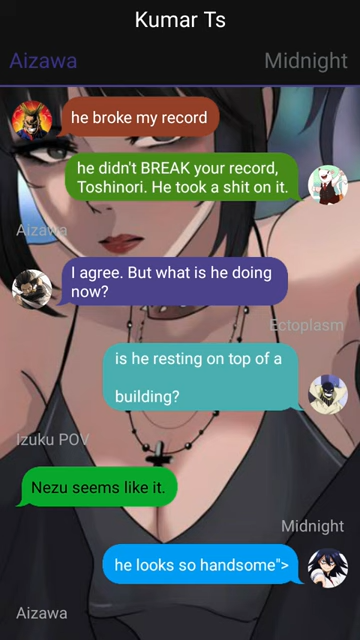 Kumar Ts
Aizawa
Midnight
he broke my record
he didn't BREAK your record,
Toshinori. He took a shit on it.
Aizawa
I agree. But what is he doing
now?
Ectoplasm
is he resting on top of a
building?
Izuku POV
Nezu seems like it.
Midnight
he looks so handsome">
Aizawa